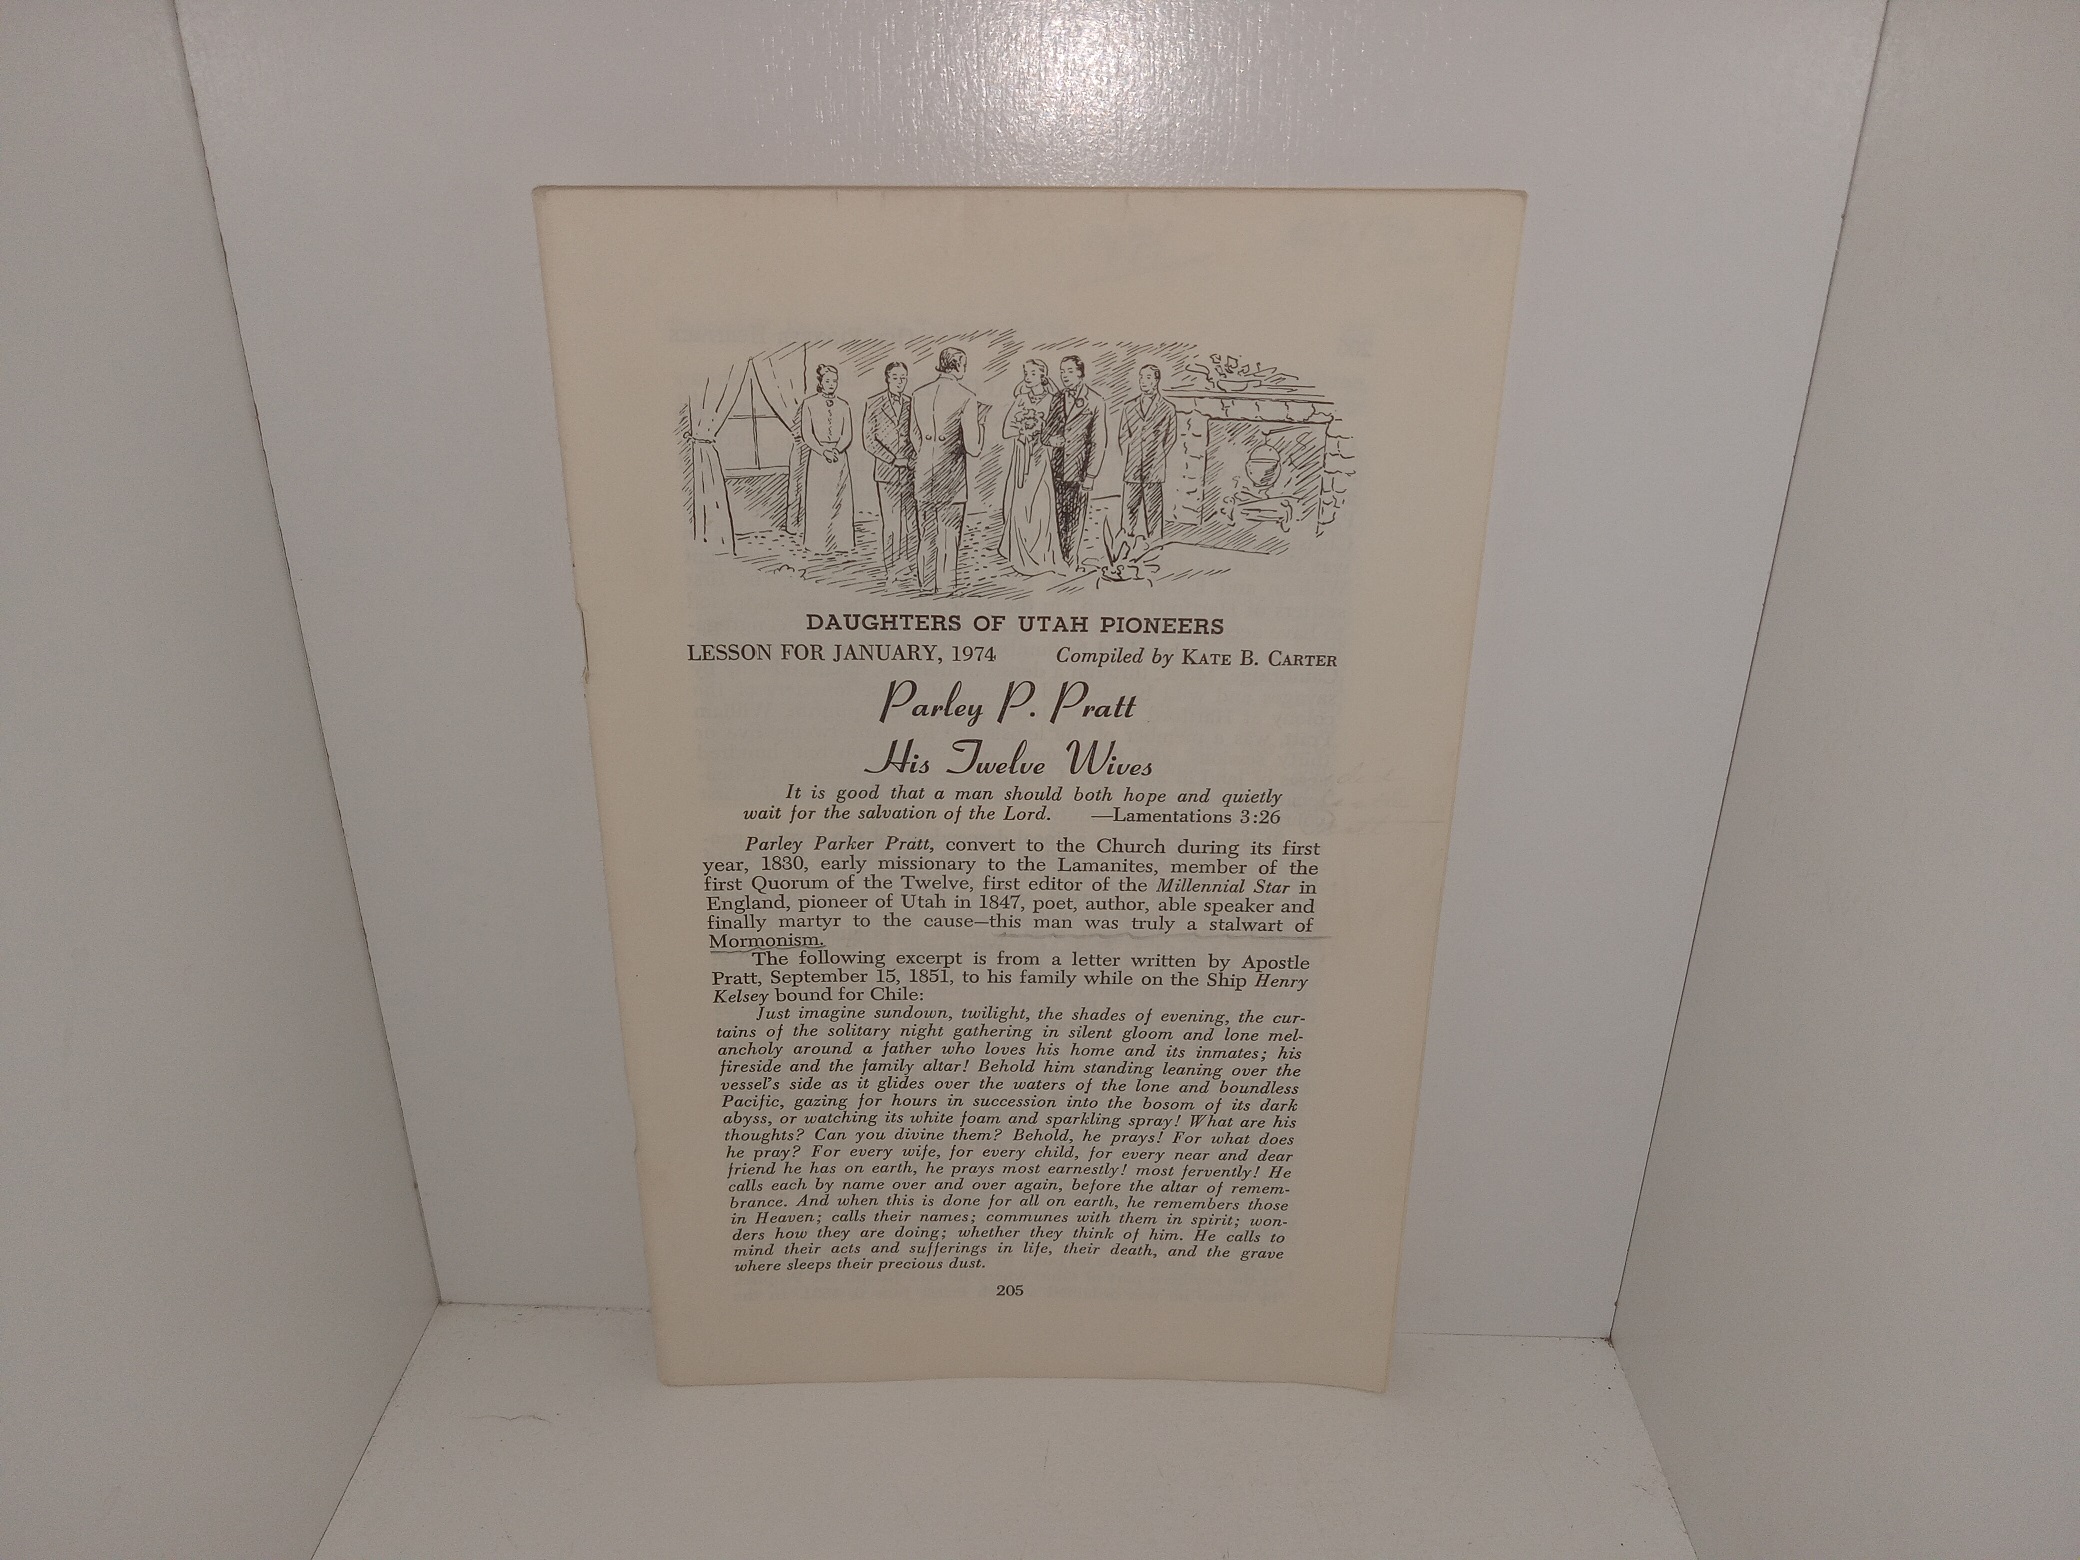 DAUGHTERS OF UTAH PIONEERS
LESSON FOR JANUARY, 1974 Compiled by KATE B. CARTER
Parley P. Pratt
His Twelve Wives
It is good that a man should both hope and quietly
wait for the salvation of the Lord. —Lamentations 3:26
Parley Parker Pratt, convert to the Church during its first
year, 1830, early missionary to the Lamanites, member of the
first Quorum of the Twelve, first editor of the Millennial Star in
England, pioneer of Utah in 1847, poet, author, able speaker and
finally martyr to the cause—this man was truly a stalwart of
Mormonism.
The following excerpt is from a letter written by Apostle
Pratt, September 15, 1851, to his family while on the Ship Henry
Kelsey bound for Chile:
Just imagine sundown, twilight, the shades of evening, the cur-
tains of the solitary night gathering in silent gloom and lone mel-
ancholy around a father who loves his home and its inmates; his
fireside and the family altar! Behold him standing leaning over the
vessel's side as it glides over the waters of the lone and boundless
Pacific, gazing for hours in succession into the bosom of its dark
abyss, or watching its white foam and sparkling spray! What are his
thoughts? Can you divine them? Behold, he prays! For what does
he pray? For every wife, for every child, for every near and dear
friend he has on earth, he prays most earnestly! most fervently! He
calls each by name over and over again, before the altar of remem-
brance. And when this is done for all on earth, he remembers those
in Heaven; calls their names; communes with them in spirit; won-
ders how they are doing; whether they think of him. He calls to
mind their acts and sufferings in life, their death, and the grave
where sleeps their precious dust.
205